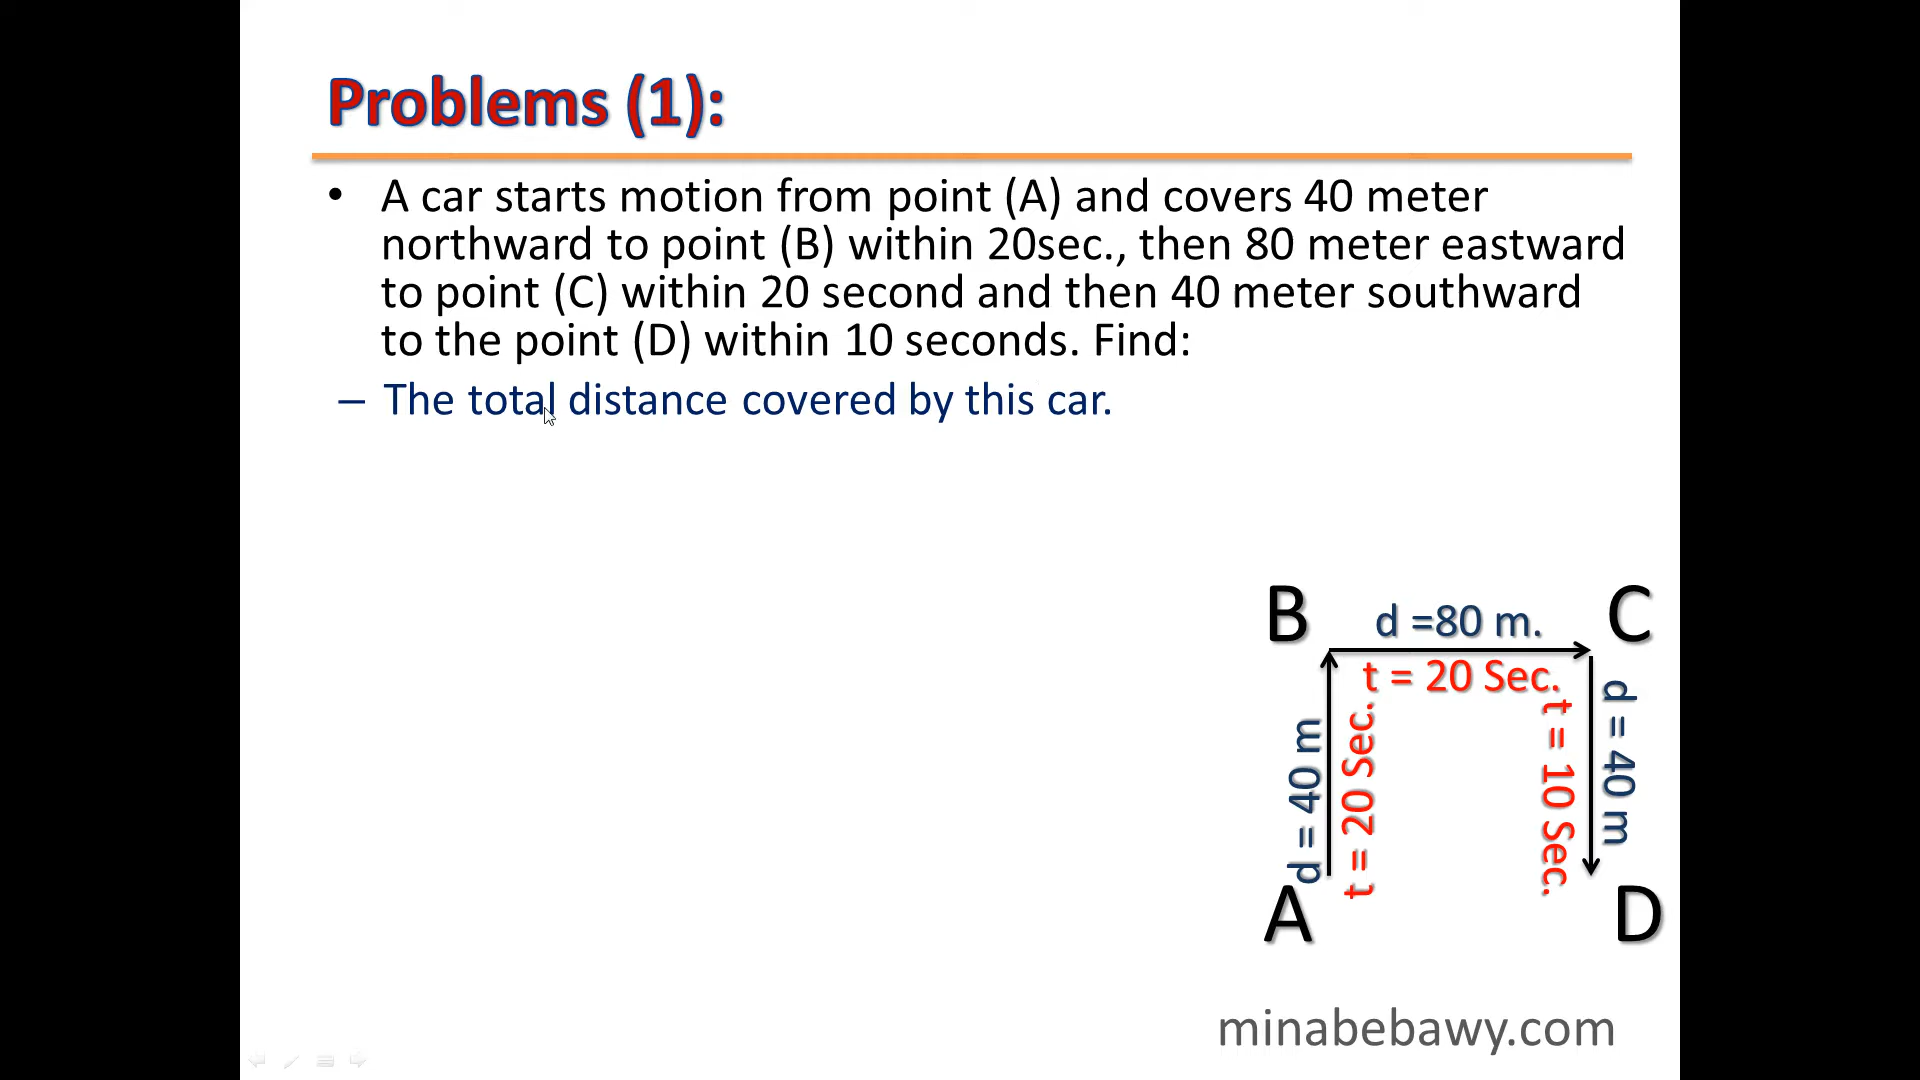 Problems (1):
• A car starts motion from point (A) and covers 40 meter
northward to point (B) within 20sec., then 80 meter eastward
to point (C) within 20 second and then 40 meter southward
to the point (D) within 10 seconds. Find:
– The total distance covered by this car.
B
d =80 m.
C
t = 20 Sec.
d = 40 m
t = 20 Sec.
t = 10 Sec.
d = 40 m
A
D
minabebawy.com